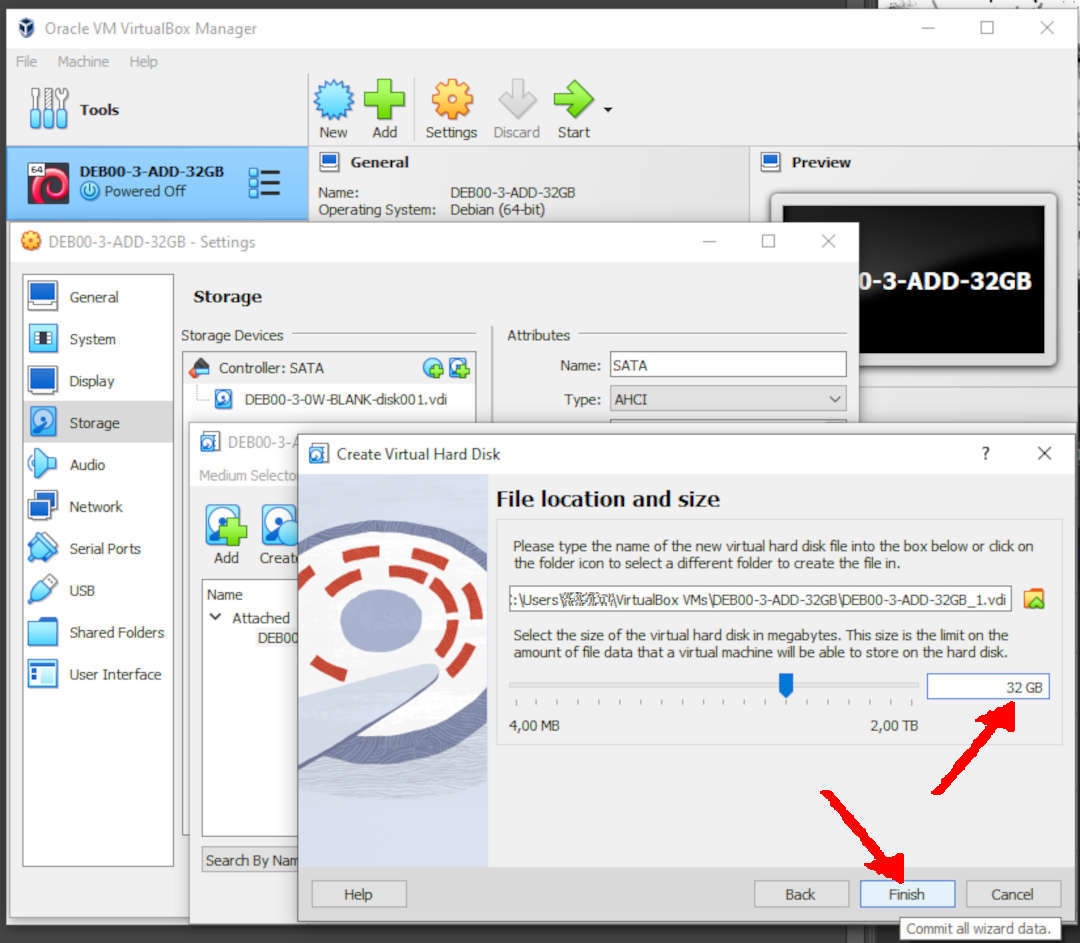 Oracle VM VirtualBox Manager
File Machine Help
Tools
New Add Settings Discard Start
64
DEB00-3-ADD-32GB
Powered Off
General
Name: DEB00-3-ADD-32GB
Operating System: Debian (64-bit)
Preview
0-3-ADD-32GB
DEB00-3-ADD-32GB - Settings
General
System
Display
Storage
Audio
Network
Serial Ports
USB
Shared Folders
User Interface
Storage
Storage Devices
Controller: SATA
DEB00-3-0W-BLANK-disk001.vdi
Attributes
Name: SATA
Type: AHCI
DEB00-3-A
Medium Selecto
Add Create
Name
Attached
DEB00
Search By Nam
Create Virtual Hard Disk
?
File location and size
Please type the name of the new virtual hard disk file into the box below or click on
the folder icon to select a different folder to create the file in.
:\Users\ \VirtualBox VMs\DEB00-3-ADD-32GB\DEB00-3-ADD-32GB_1.vdi
Select the size of the virtual hard disk in megabytes. This size is the limit on the
amount of file data that a virtual machine will be able to store on the hard disk.
32 GB
4,00 MB 2,00 TB
Help Back Finish Cancel
Commit all wizard data.